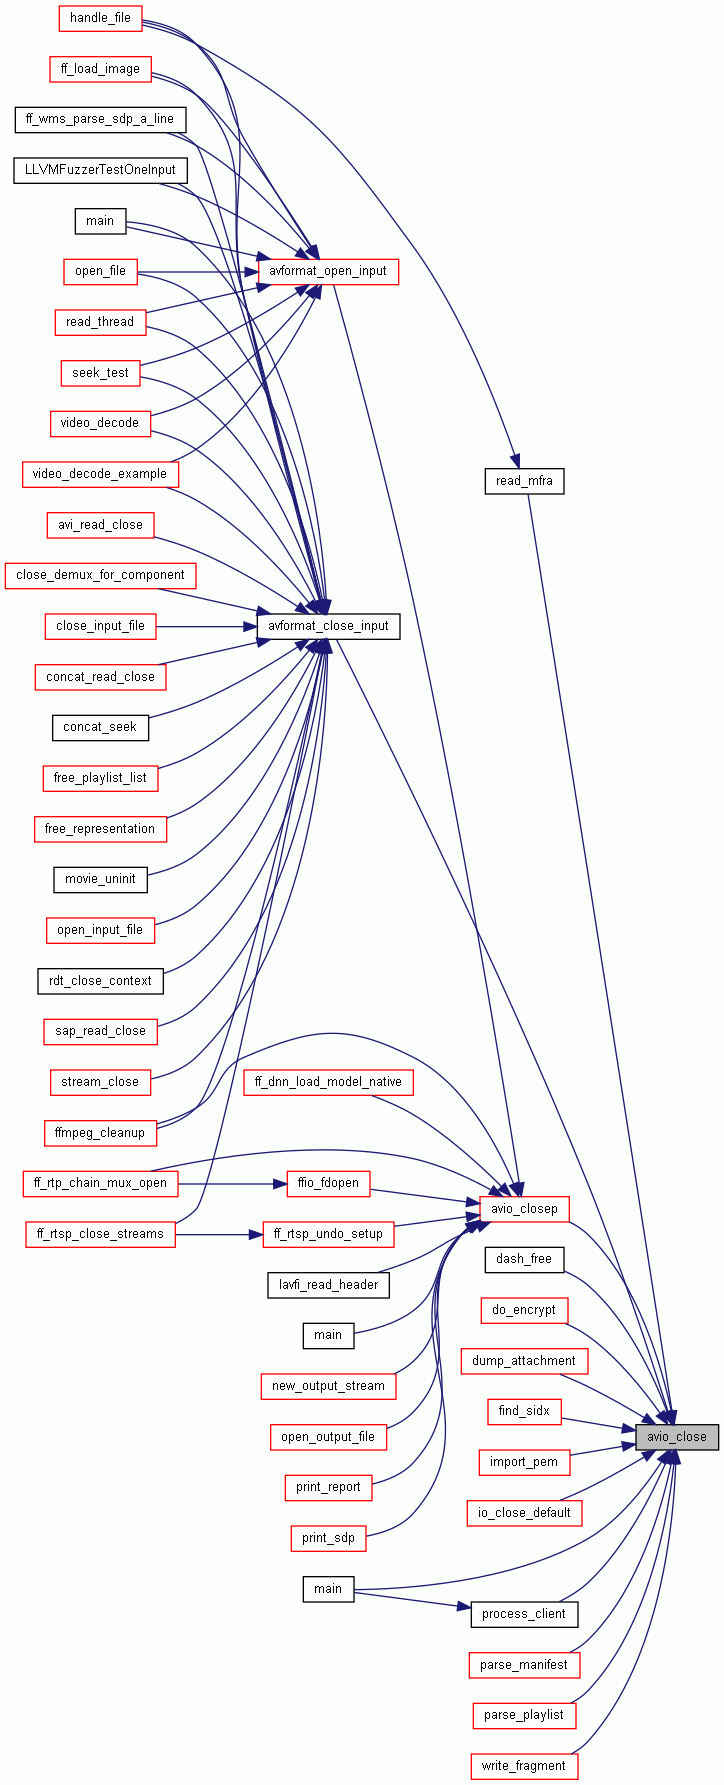 handle_file
ff_load_image
ff_wms_parse_sdp_a_line
LLVMFuzzerTestOneInput
main
avformat_open_input
open_file
read_thread
seek_test
video_decode
video_decode_example
read_mfra
avi_read_close
close_demux_for_component
close_input_file
avformat_close_input
concat_read_close
concat_seek
free_playlist_list
free_representation
movie_uninit
open_input_file
rdt_close_context
sap_read_close
stream_close
ff_dnn_load_model_native
ffmpeg_cleanup
ff_rtp_chain_mux_open
ffio_fdopen
avio_closep
ff_rtsp_close_streams
ff_rtsp_undo_setup
dash_free
lavfi_read_header
do_encrypt
main
dump_attachment
new_output_stream
find_sidx
open_output_file
avio_close
import_pem
print_report
io_close_default
print_sdp
main
process_client
parse_manifest
parse_playlist
write_fragment